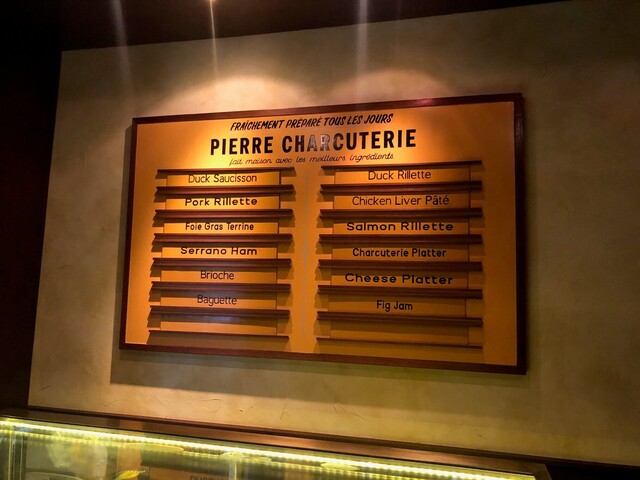 FRAÎCHEMENT PRÉPARÉ TOUS LES JOURS
PIERRE CHARCUTERIE
fait maison avec les meilleurs ingrédients
Duck Saucisson
Pork Rillette
Foie Gras Terrine
Serrano Ham
Brioche
Baguette
Duck Rillette
Chicken Liver Pâté
Salmon Rillette
Charcuterie Platter
Cheese Platter
Fig Jam